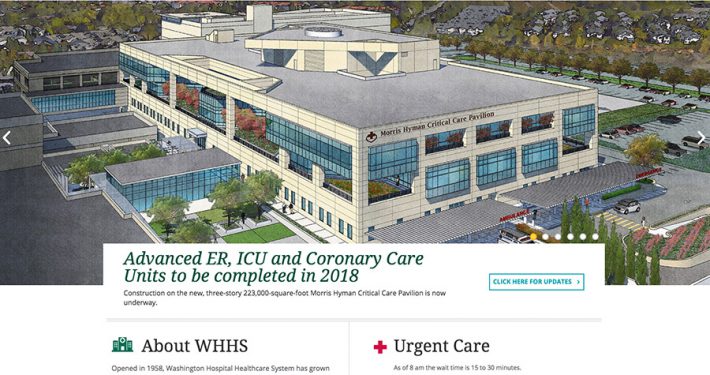 Morris Hyman Critical Care Pavilion
AMBULANCE
EMERGENCY
Advanced ER, ICU and Coronary Care
Units to be completed in 2018
Construction on the new, three-story 223,000-square-foot Morris Hyman Critical Care Pavilion is now
underway.
CLICK HERE FOR UPDATES >
About WHHS
Opened in 1958, Washington Hospital Healthcare System has grown
Urgent Care
As of 8 am the wait time is 15 to 30 minutes.